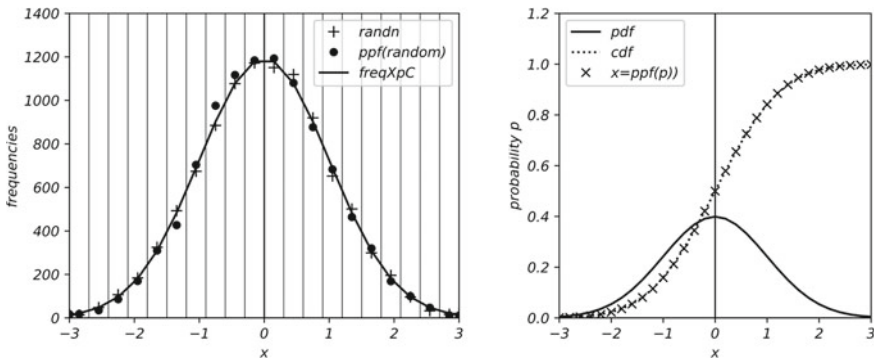 1400
1200
1000
800
600
400
200
0
frequencies
-3
-2
-1
0
1
2
3
x
randn
ppf(random)
freqXpC
1.2
1.0
0.8
0.6
0.4
0.2
0.0
probability p
-3
-2
-1
0
1
2
3
x
pdf
cdf
x=ppf(p))